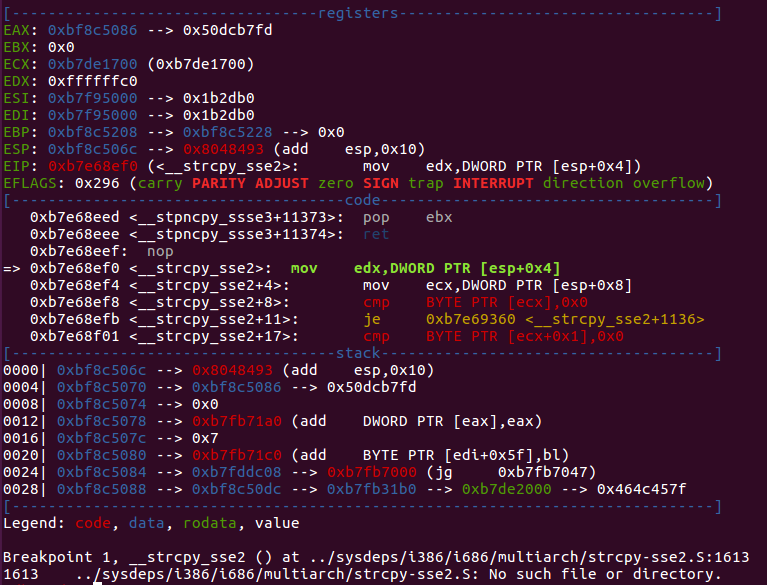 [----------------------------------registers-----------------------------------]
EAX: 0xbf8c5086 --> 0x50dcb7fd
EBX: 0x0
ECX: 0xb7de1700 (0xb7de1700)
EDX: 0xffffffc0
ESI: 0xb7f95000 --> 0x1b2db0
EDI: 0xb7f95000 --> 0x1b2db0
EBP: 0xbf8c5208 --> 0xbf8c5228 --> 0x0
ESP: 0xbf8c506c --> 0x8048493 (add    esp,0x10)
EIP: 0xb7e68ef0 (<__strcpy_sse2>:       mov    edx,DWORD PTR [esp+0x4])
EFLAGS: 0x296 (carry PARITY ADJUST zero SIGN trap INTERRUPT direction overflow)
[-------------------------------------code-------------------------------------]
   0xb7e68eed <__stpncpy_ssse3+11373>:  pop    ebx
   0xb7e68eee <__stpncpy_ssse3+11374>:  ret
   0xb7e68eef:  nop
=> 0xb7e68ef0 <__strcpy_sse2>:  mov    edx,DWORD PTR [esp+0x4]
   0xb7e68ef4 <__strcpy_sse2+4>:        mov    ecx,DWORD PTR [esp+0x8]
   0xb7e68ef8 <__strcpy_sse2+8>:        cmp    BYTE PTR [ecx],0x0
   0xb7e68efb <__strcpy_sse2+11>:       je     0xb7e69360 <__strcpy_sse2+1136>
   0xb7e68f01 <__strcpy_sse2+17>:       cmp    BYTE PTR [ecx+0x1],0x0
[------------------------------------stack-------------------------------------]
0000| 0xbf8c506c --> 0x8048493 (add    esp,0x10)
0004| 0xbf8c5070 --> 0xbf8c5086 --> 0x50dcb7fd
0008| 0xbf8c5074 --> 0x0
0012| 0xbf8c5078 --> 0xb7fb71a0 (add    DWORD PTR [eax],eax)
0016| 0xbf8c507c --> 0x7
0020| 0xbf8c5080 --> 0xb7fb71c0 (add    BYTE PTR [edi+0x5f],bl)
0024| 0xbf8c5084 --> 0xb7fddc08 --> 0xb7fb7000 (jg     0xb7fb7047)
0028| 0xbf8c5088 --> 0xbf8c50dc --> 0xb7fb31b0 --> 0xb7de2000 --> 0x464c457f
[------------------------------------------------------------------------------]
Legend: code, data, rodata, value

Breakpoint 1, __strcpy_sse2 () at ../sysdeps/i386/i686/multiarch/strcpy-sse2.S:1613
1613    ../sysdeps/i386/i686/multiarch/strcpy-sse2.S: No such file or directory.